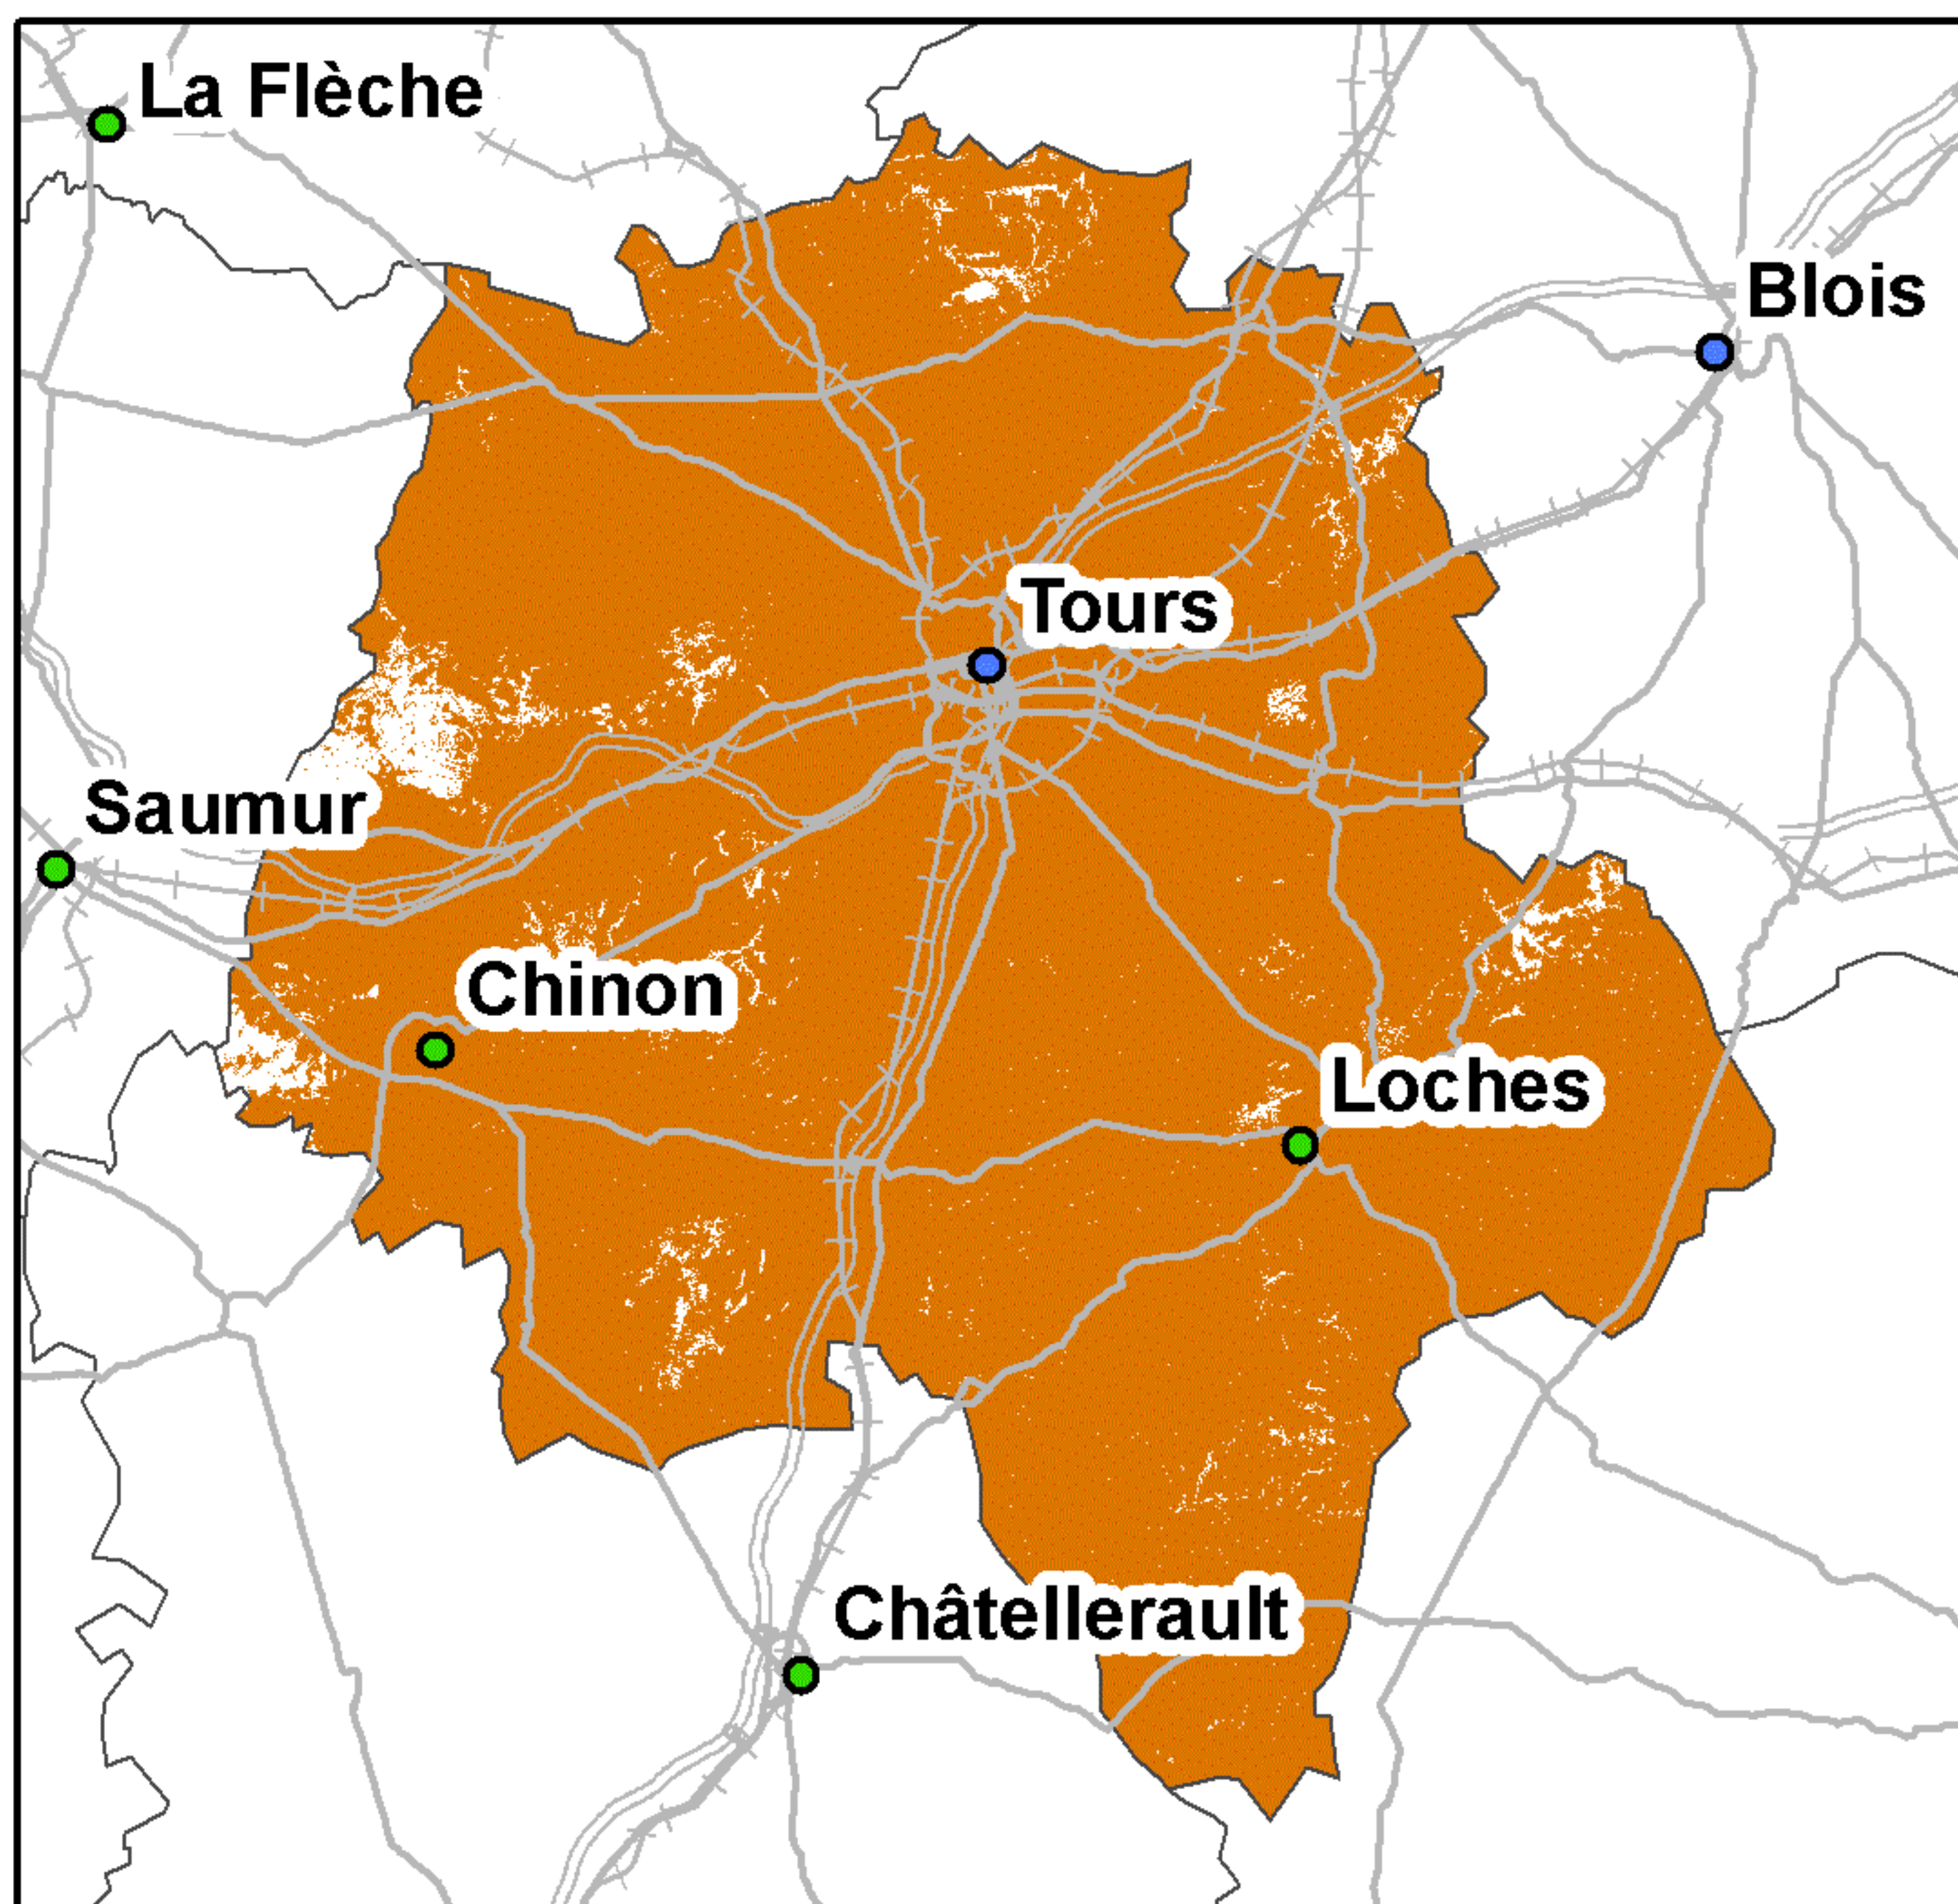 La Flèche
Blois
Tours
Saumur
Chinon
Loches
Châtellerault